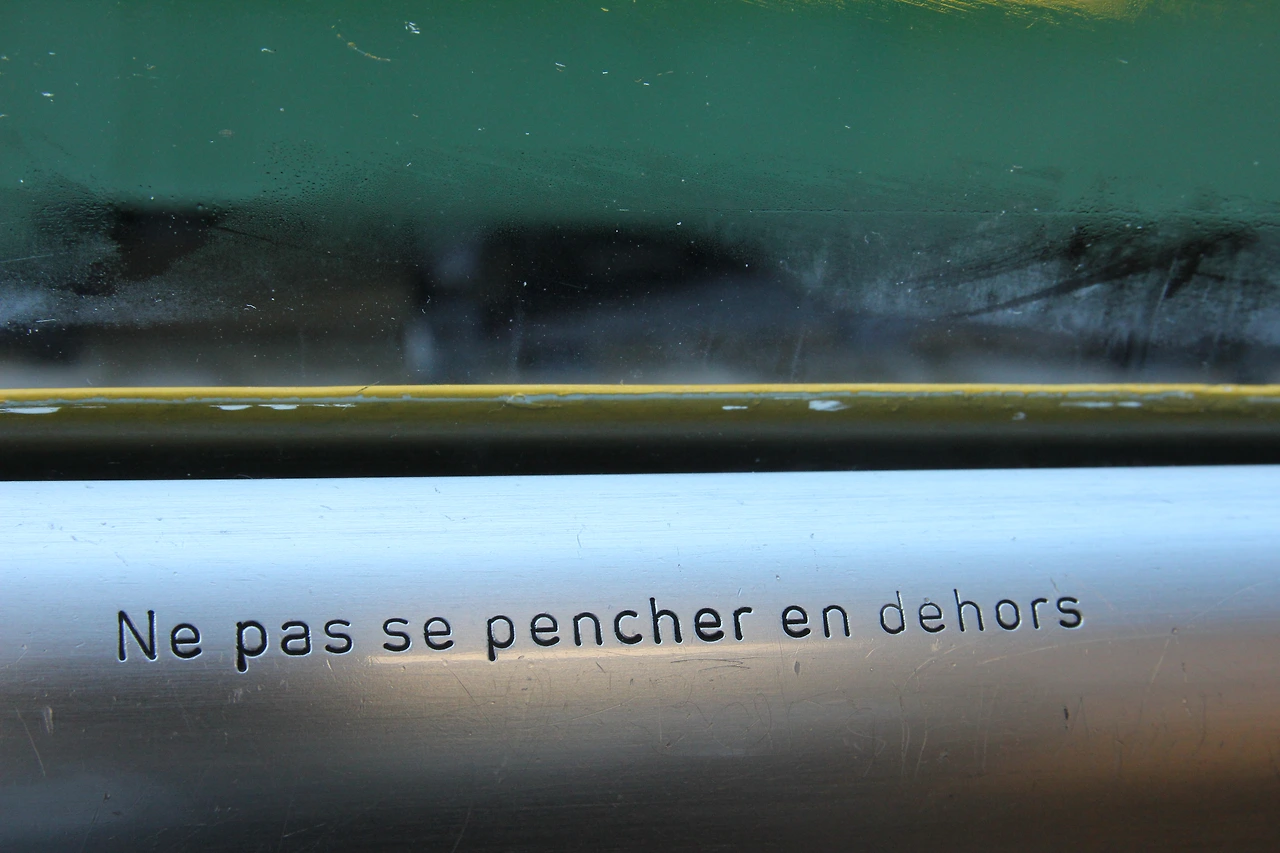 Ne pas se pencher en dehors